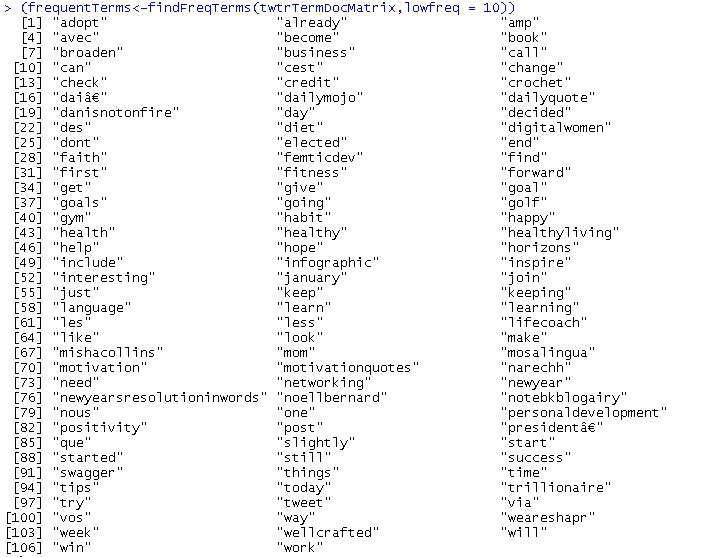 > (frequentTerms<-findFreqTerms(twtrTermDocMatrix,lowfreq = 10))
[1] "adopt" "already" "amp"
[4] "avec" "become" "book"
[7] "broaden" "business" "call"
[10] "can" "cest" "change"
[13] "check" "credit" "crochet"
[16] "daiâ€" "dailymojo" "dailyquote"
[19] "danisnotonfire" "day" "decided"
[22] "des" "diet" "digitalwomen"
[25] "dont" "elected" "end"
[28] "faith" "femticdev" "find"
[31] "first" "fitness" "forward"
[34] "get" "give" "goal"
[37] "goals" "going" "golf"
[40] "gym" "habit" "happy"
[43] "health" "healthy" "healthyliving"
[46] "help" "hope" "horizons"
[49] "include" "infographic" "inspire"
[52] "interesting" "january" "join"
[55] "just" "keep" "keeping"
[58] "language" "learn" "learning"
[61] "les" "less" "lifecoach"
[64] "like" "look" "make"
[67] "mishacollins" "mom" "mosalingua"
[70] "motivation" "motivationquotes" "narechh"
[73] "need" "networking" "newyear"
[76] "newyearsresolutioninwords" "noellbernard" "notebkblogairy"
[79] "nous" "one" "personaldevelopment"
[82] "positivity" "post" "presidentâ€"
[85] "que" "slightly" "start"
[88] "started" "still" "success"
[91] "swagger" "things" "time"
[94] "tips" "today" "trillionaire"
[97] "try" "tweet" "via"
[100] "vos" "way" "weareshapr"
[103] "week" "wellcrafted" "will"
[106] "win" "work"